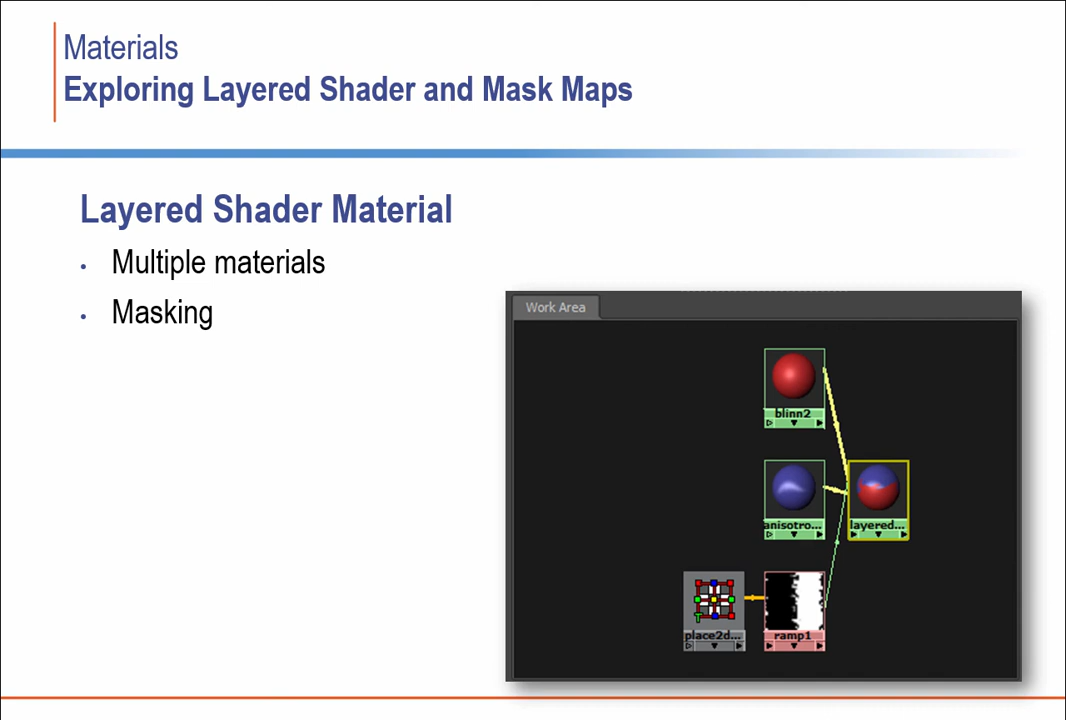 Materials
Exploring Layered Shader and Mask Maps
Layered Shader Material
• Multiple materials
• Masking
Work Area
blinn2
anisotro...
layered...
place2d...
ramp1